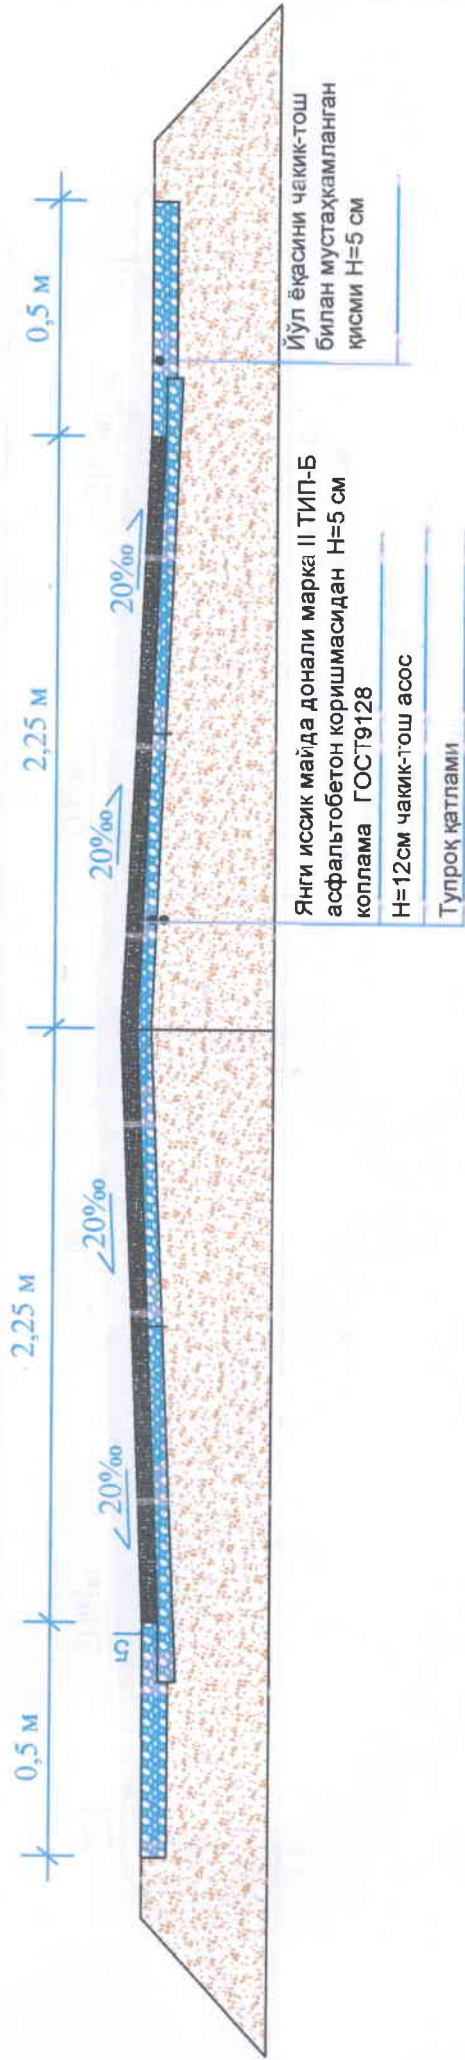 0,5 м
2,25 м
2,25 м
0,5 м
5
20‰
20‰
20‰
20‰
Янги иссик майда донали марка II ТИП-Б
асфальтобетон коришмасидан H=5 см
коплама ГОСТ9128
H=12см чакик-тош асос
Тупроқ қатлами
Йўл ёқасини чакик-тош
билан мустаҳкамланган
қисми H=5 см